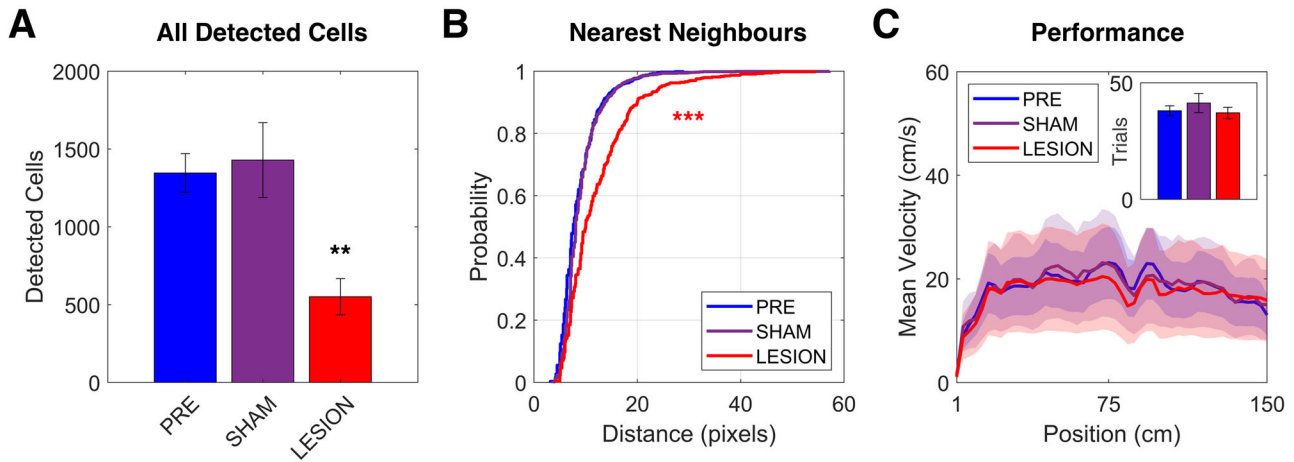 A
All Detected Cells
Detected Cells
2000
1500
1000
500
0
**
PRE
SHAM
LESION
B
Nearest Neighbours
Probability
1
0.8
0.6
0.4
0.2
0
***
PRE
SHAM
LESION
0
20
40
60
Distance (pixels)
C
Performance
Mean Velocity (cm/s)
60
40
20
0
PRE
SHAM
LESION
Trials
50
0
1
75
150
Position (cm)